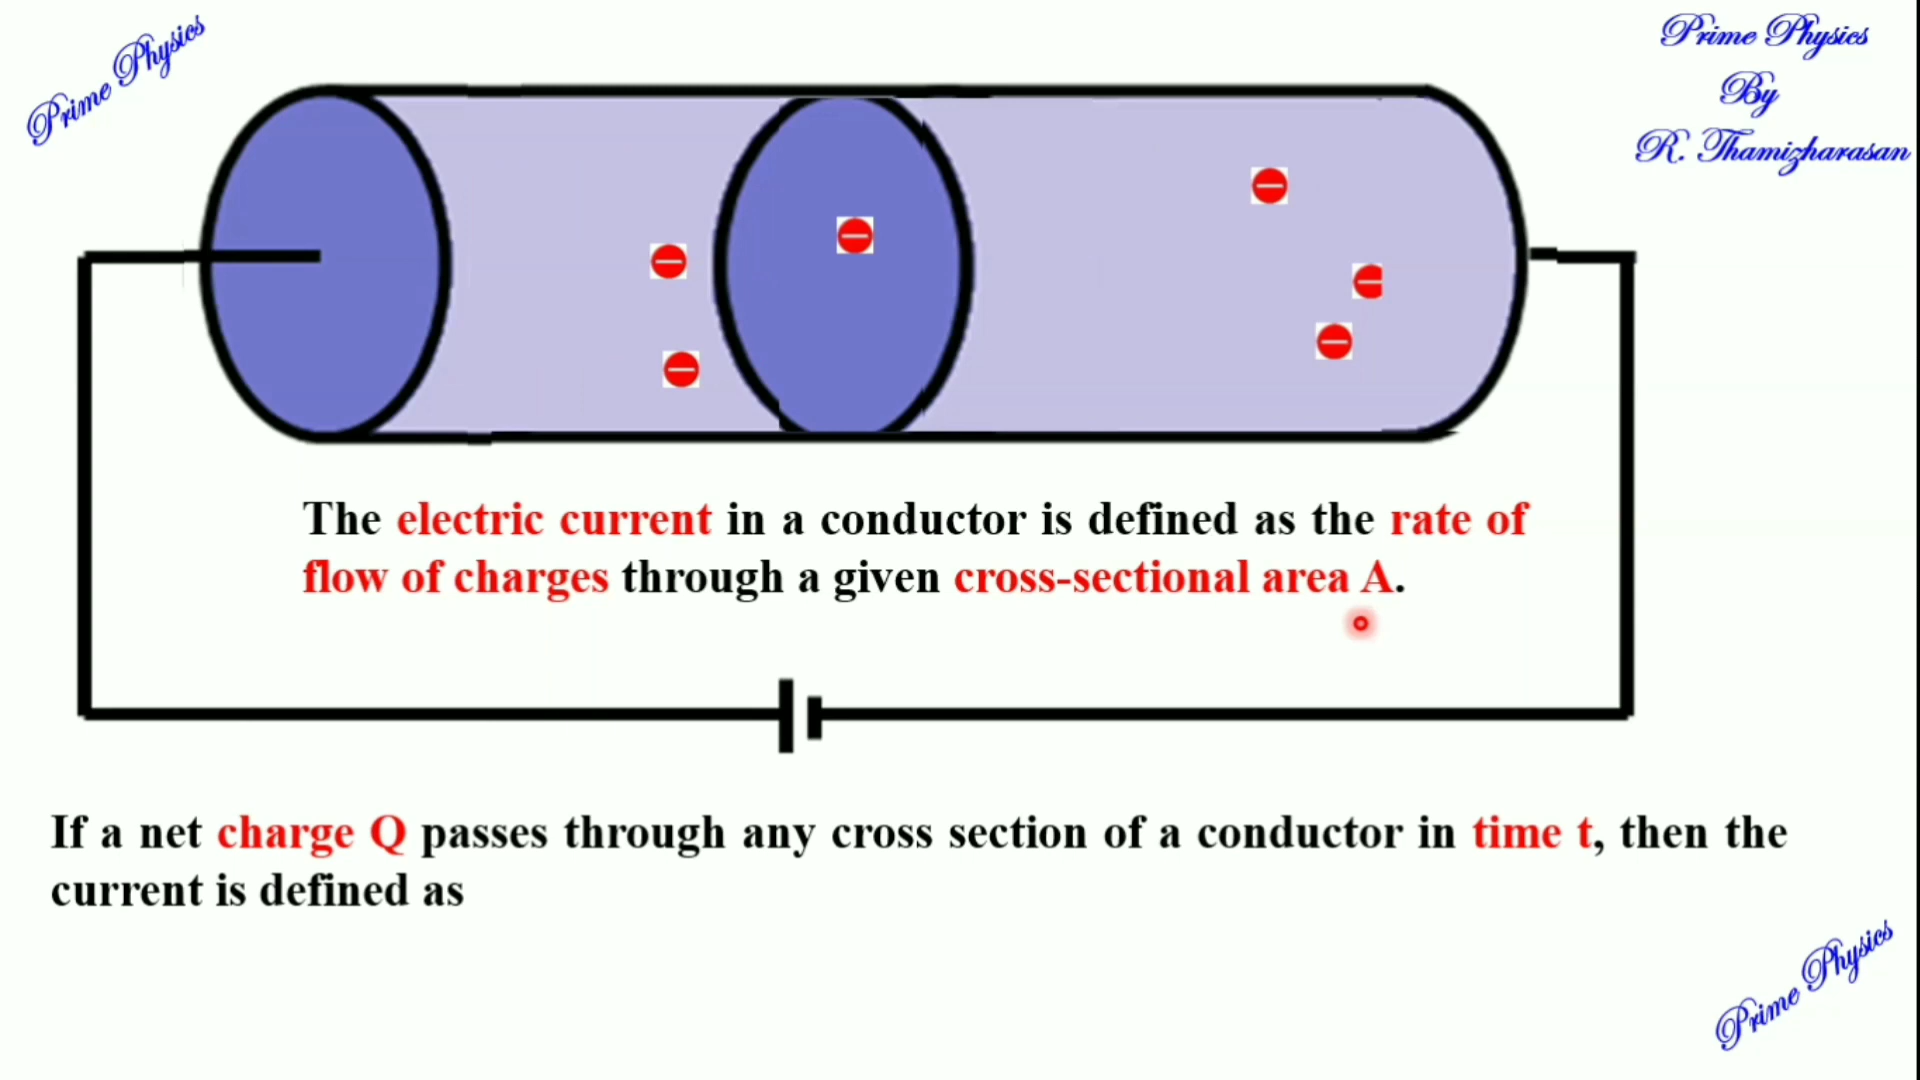 Prime Physics
Prime Physics
By
R. Thamizharasan
The electric current in a conductor is defined as the rate of
flow of charges through a given cross-sectional area A.
If a net charge Q passes through any cross section of a conductor in time t, then the
current is defined as
Prime Physics